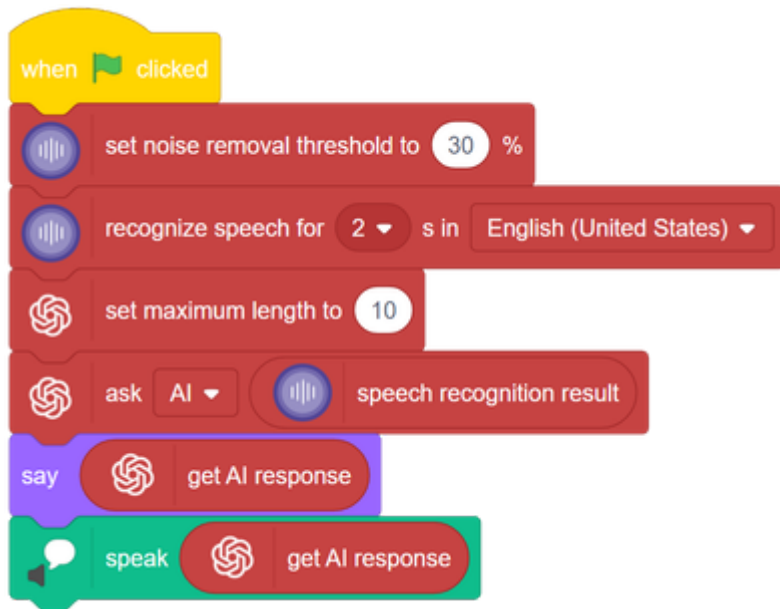 when clicked
set noise removal threshold to 30 %
recognize speech for 2 s in English (United States)
set maximum length to 10
ask AI speech recognition result
say get AI response
speak get AI response